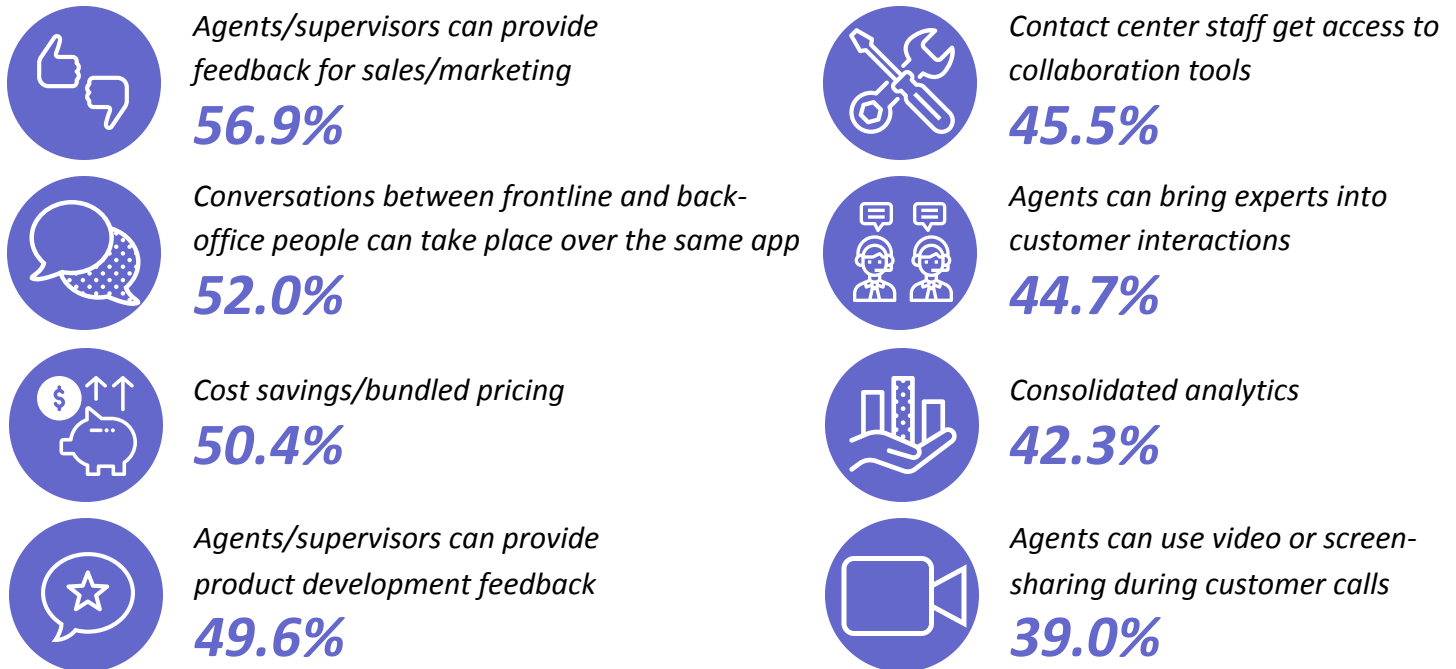 Agents/supervisors can provide
feedback for sales/marketing
56.9%
Conversations between frontline and back-
office people can take place over the same app
52.0%
$
Cost savings/bundled pricing
50.4%
Agents/supervisors can provide
product development feedback
49.6%
Contact center staff get access to
collaboration tools
45.5%
Agents can bring experts into
customer interactions
44.7%
Consolidated analytics
42.3%
Agents can use video or screen-
sharing during customer calls
39.0%